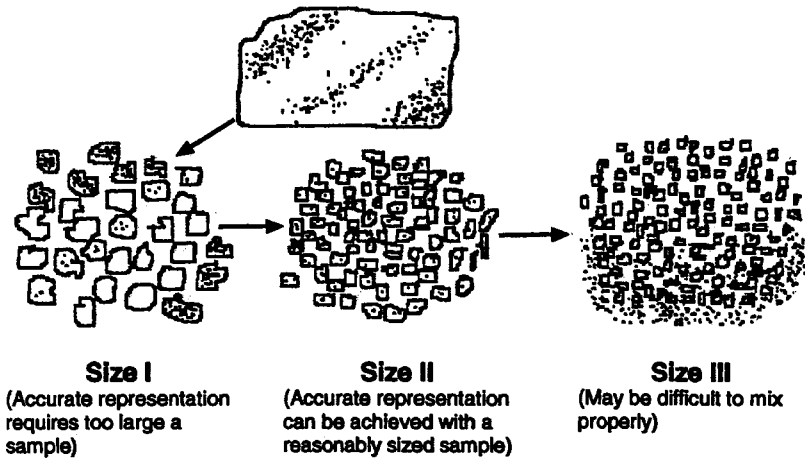 Size I
(Accurate representation
requires too large a
sample)
Size II
(Accurate representation
can be achieved with a
reasonably sized sample)
Size III
(May be difficult to mix
properly)